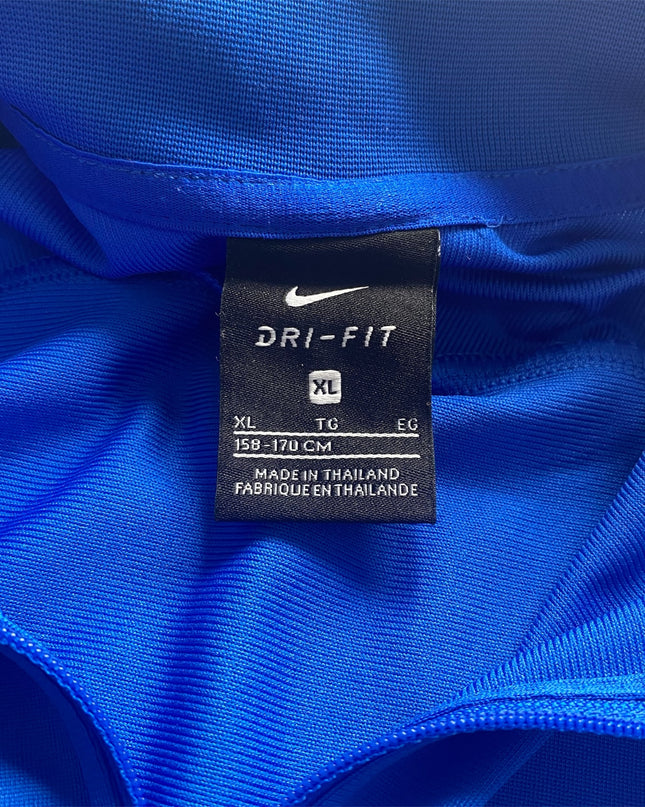 DRI-FIT
XL
XL TG EG
158-170 CM
MADE IN THAILAND
FABRIQUE EN THAILANDE